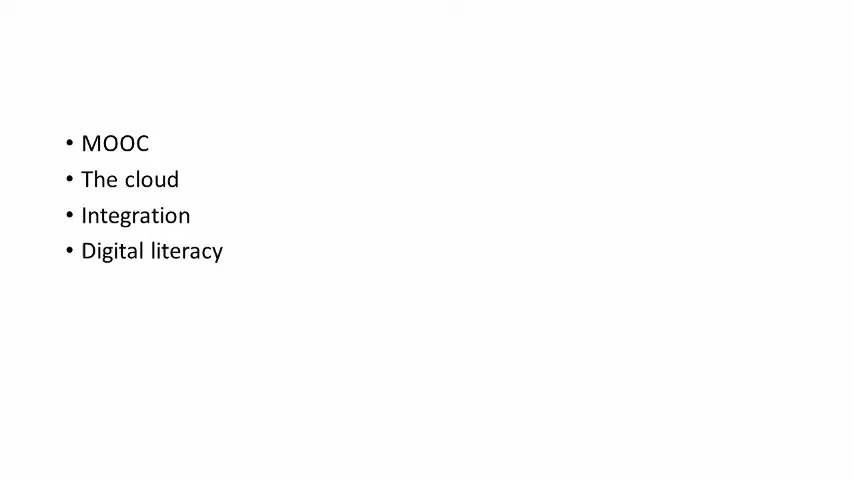 • MOOC
• The cloud
• Integration
• Digital literacy